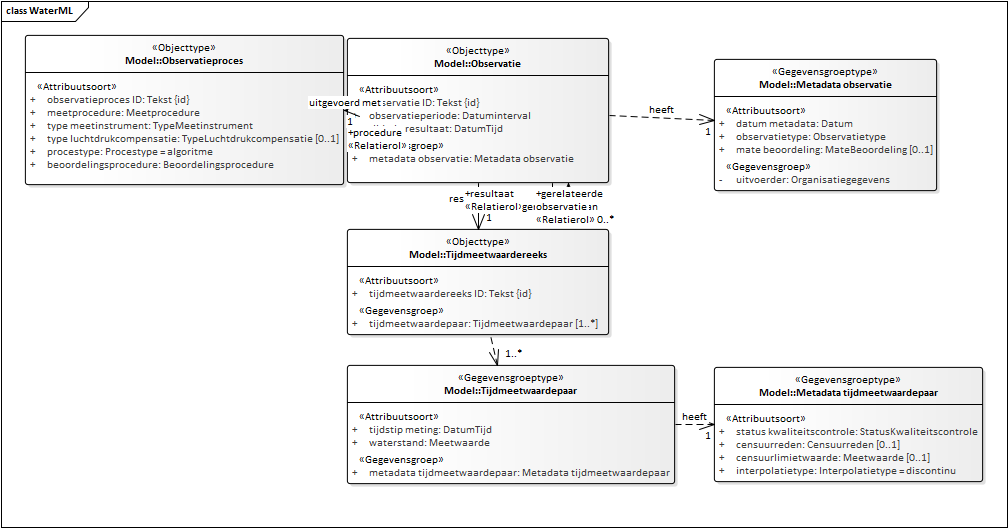 class WaterML
«Objecttype»
Model::Observatieproces
«Attribuutsoort»
+ observatieproces ID: Tekst {id}
+ meetprocedure: Meetprocedure
+ type meetinstrument: TypeMeetinstrument
+ type luchtdrukcompensatie: TypeLuchtdrukcompensatie [0..1]
+ procestype: Procestype = algoritme
+ beoordelingsprocedure: Beoordelingsprocedure
«Objecttype»
Model::Observatie
«Attribuutsoort»
servatie ID: Tekst {id}
observatieperiode: Datuminterval
resultaat: DatumTijd
groep»
+ metadata observatie: Metadata observatie
uitgevoerd met
1
+procedure
«Relatierol»
heeft
1
«Gegevensgroeptype»
Model::Metadata observatie
«Attribuutsoort»
+ datum metadata: Datum
+ observatietype: Observatietype
+ mate beoordeling: MateBeoordeling [0..1]
«Gegevensgroep»
- uitvoerder: Organisatiegegevens
+resultaat
res
«Relatierol»
1
+gerelateerde
observatie
«Relatierol» 0..*
«Objecttype»
Model::Tijdmeetwaardereeks
«Attribuutsoort»
+ tijdmeetwaardereeks ID: Tekst {id}
«Gegevensgroep»
+ tijdmeetwaardepaar: Tijdmeetwaardepaar [1..*]
1..*
«Gegevensgroeptype»
Model::Tijdmeetwaardepaar
«Attribuutsoort»
+ tijdstip meting: DatumTijd
+ waterstand: Meetwaarde
«Gegevensgroep»
+ metadata tijdmeetwaardepaar: Metadata tijdmeetwaardepaar
heeft
1
«Gegevensgroeptype»
Model::Metadata tijdmeetwaardepaar
«Attribuutsoort»
+ status kwaliteitscontrole: StatusKwaliteitscontrole
+ censuurreden: Censuurreden [0..1]
+ censuurlimietwaarde: Meetwaarde [0..1]
+ interpolatietype: Interpolatietype = discontinu